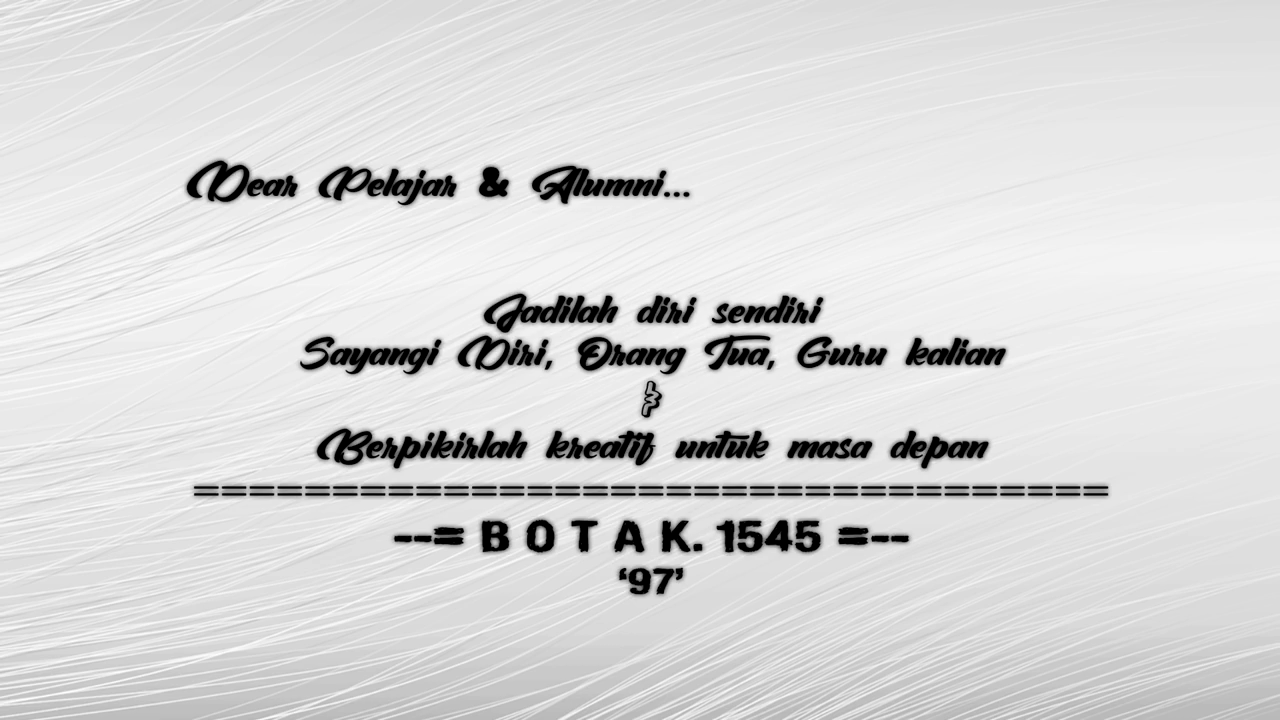 Dear Pelajar & Alumni...
Jadilah diri sendiri
Sayangi Diri, Orang Tua, Guru kalian
&
Berpikirlah kreatif untuk masa depan
=================================
--= B O T A K. 1545 =--
‘97’